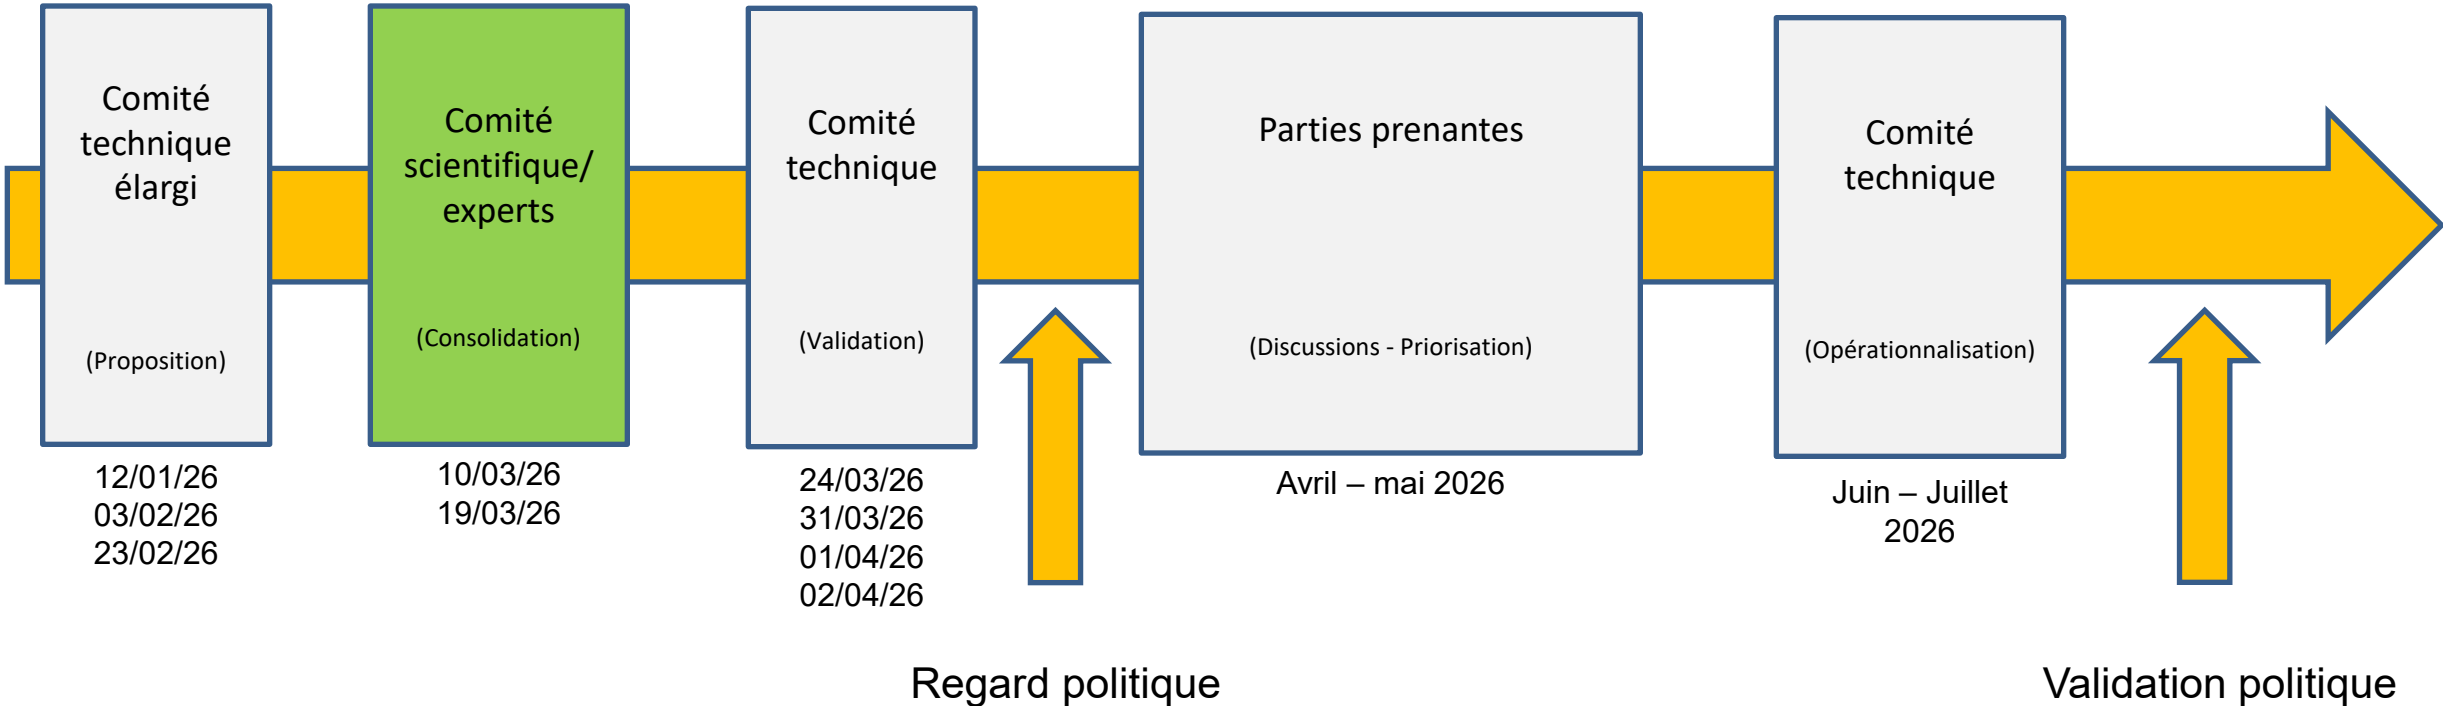 Comité
technique
élargi
(Proposition)
12/01/26
03/02/26
23/02/26
Comité
scientifique/
experts
(Consolidation)
10/03/26
19/03/26
Comité
technique
(Validation)
24/03/26
31/03/26
01/04/26
02/04/26
Regard politique
Parties prenantes
(Discussions - Priorisation)
Avril – mai 2026
Comité
technique
(Opérationnalisation)
Juin – Juillet
2026
Validation politique